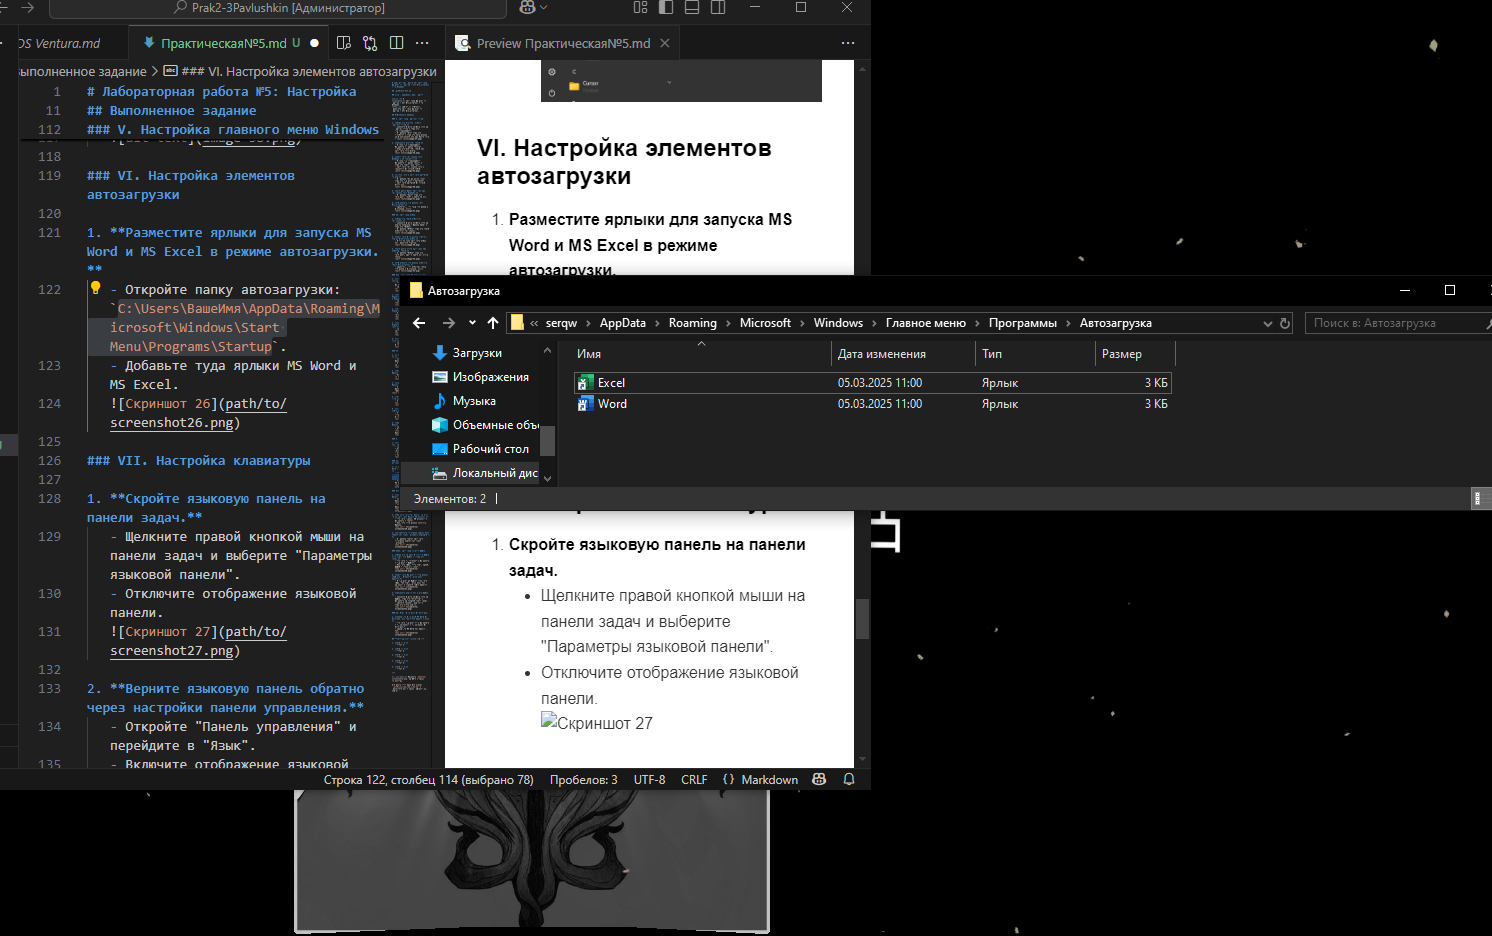 Prak2-3Pavlushkin [Администратор]
OS Ventura.md
Практическая№5.md U
Preview Практическая№5.md
Выполненное задание > ### VI. Настройка элементов автозагрузки
1 # Лабораторная работа №5: Настройка
11 ## Выполненное задание
112 ### V. Настройка главного меню Windows
118
119 ### VI. Настройка элементов
автозагрузки
120
121 1. **Разместите ярлыки для запуска MS
Word и MS Excel в режиме автозагрузки.
**
122 - Откройте папку автозагрузки:
`C:\Users\ВашеИмя\AppData\Roaming\M
icrosoft\Windows\Start
Menu\Programs\Startup`.
123 - Добавьте туда ярлыки MS Word и
MS Excel.
124 ![Скриншот 26](path/to/
screenshot26.png)
125
126 ### VII. Настройка клавиатуры
127
128 1. **Скройте языковую панель на
панели задач.**
129 - Щелкните правой кнопкой мыши на
панели задач и выберите "Параметры
языковой панели".
130 - Отключите отображение языковой
панели.
131 ![Скриншот 27](path/to/
screenshot27.png)
132
133 2. **Верните языковую панель обратно
через настройки панели управления.**
134 - Откройте "Панель управления" и
перейдите в "Язык".
135 - Включите отображение языковой
VI. Настройка элементов
автозагрузки
1. Разместите ярлыки для запуска MS
Word и MS Excel в режиме
автозагрузки.
Автозагрузка
« serqw > AppData > Roaming > Microsoft > Windows > Главное меню > Программы > Автозагрузка
Поиск в: Автозагрузка
Загрузки
Изображения
Музыка
Объемные объ
Рабочий стол
Локальный дис
Имя Дата изменения Тип Размер
Excel 05.03.2025 11:00 Ярлык 3 КБ
Word 05.03.2025 11:00 Ярлык 3 КБ
Элементов: 2
1. Скройте языковую панель на панели
задач.
• Щелкните правой кнопкой мыши на
панели задач и выберите
"Параметры языковой панели".
• Отключите отображение языковой
панели.
Скриншот 27
Строка 122, столбец 114 (выбрано 78) Пробелов: 3 UTF-8 CRLF {} Markdown